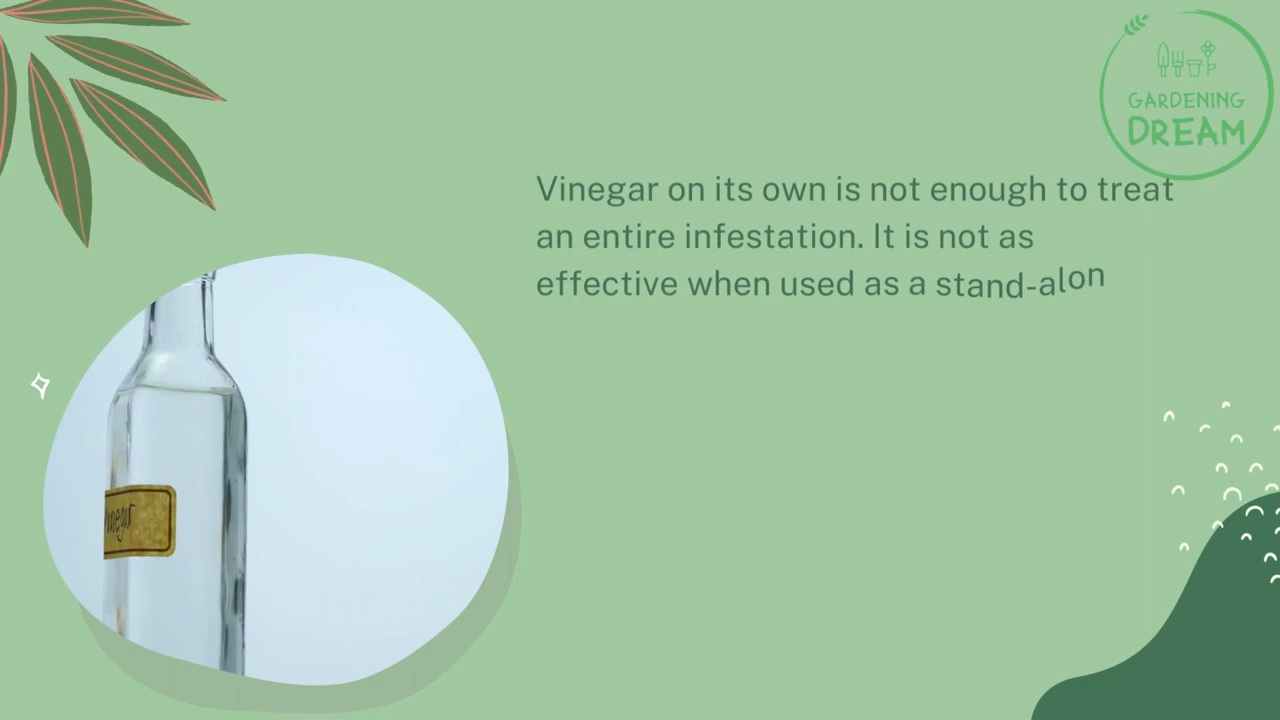 GARDENING
DREAM
Vinegar on its own is not enough to treat
an entire infestation. It is not as
effective when used as a stand-alon
vinegar